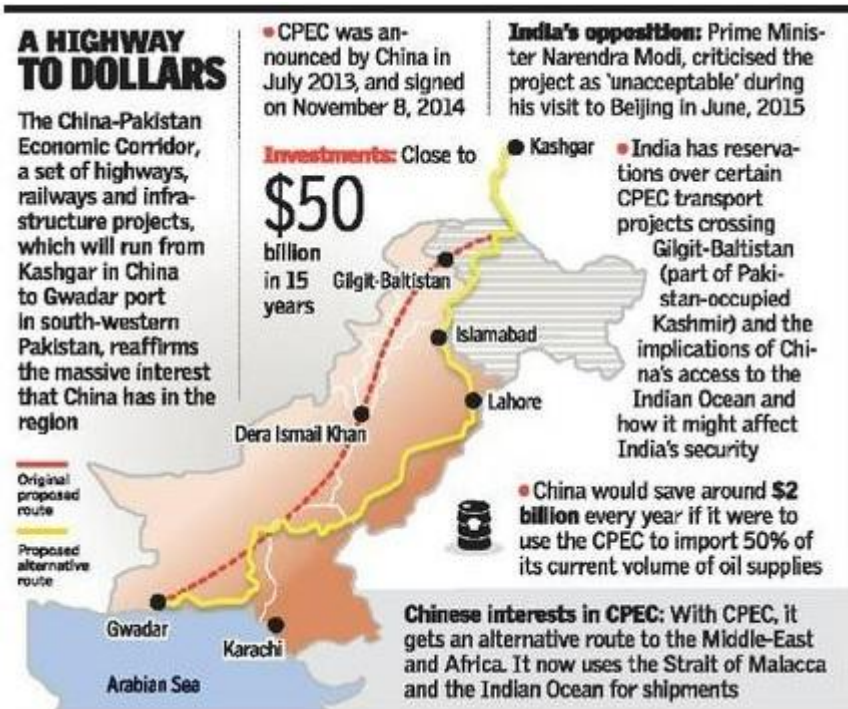 A HIGHWAY
TO DOLLARS
The China-Pakistan
Economic Corridor,
a set of highways,
railways and infra-
structure projects,
which will run from
Kashgar in China
to Gwadar port
in south-western
Pakistan, reaffirms
the massive interest
that China has in the
region
• CPEC was an-
nounced by China in
July 2013, and signed
on November 8, 2014
India's opposition: Prime Minis-
ter Narendra Modi, criticised the
project as 'unacceptable' during
his visit to Beijing in June, 2015
Investments: Close to
$50
billion
in 15
years
• India has reserva-
tions over certain
CPEC transport
projects crossing
Gilgit-Baltistan
(part of Paki-
stan-occupied
Kashmir) and the
implications of Chi-
na's access to the
Indian Ocean and
how it might affect
India's security
Kashgar
Gilgit-Baltistan
Islamabad
Lahore
Dera Ismail Khan
Original
proposed
route
Proposed
alternative
route
• China would save around $2
billion every year if it were to
use the CPEC to import 50% of
its current volume of oil supplies
Gwadar
Karachi
Arabian Sea
Chinese interests in CPEC: With CPEC, it
gets an alternative route to the Middle-East
and Africa. It now uses the Strait of Malacca
and the Indian Ocean for shipments